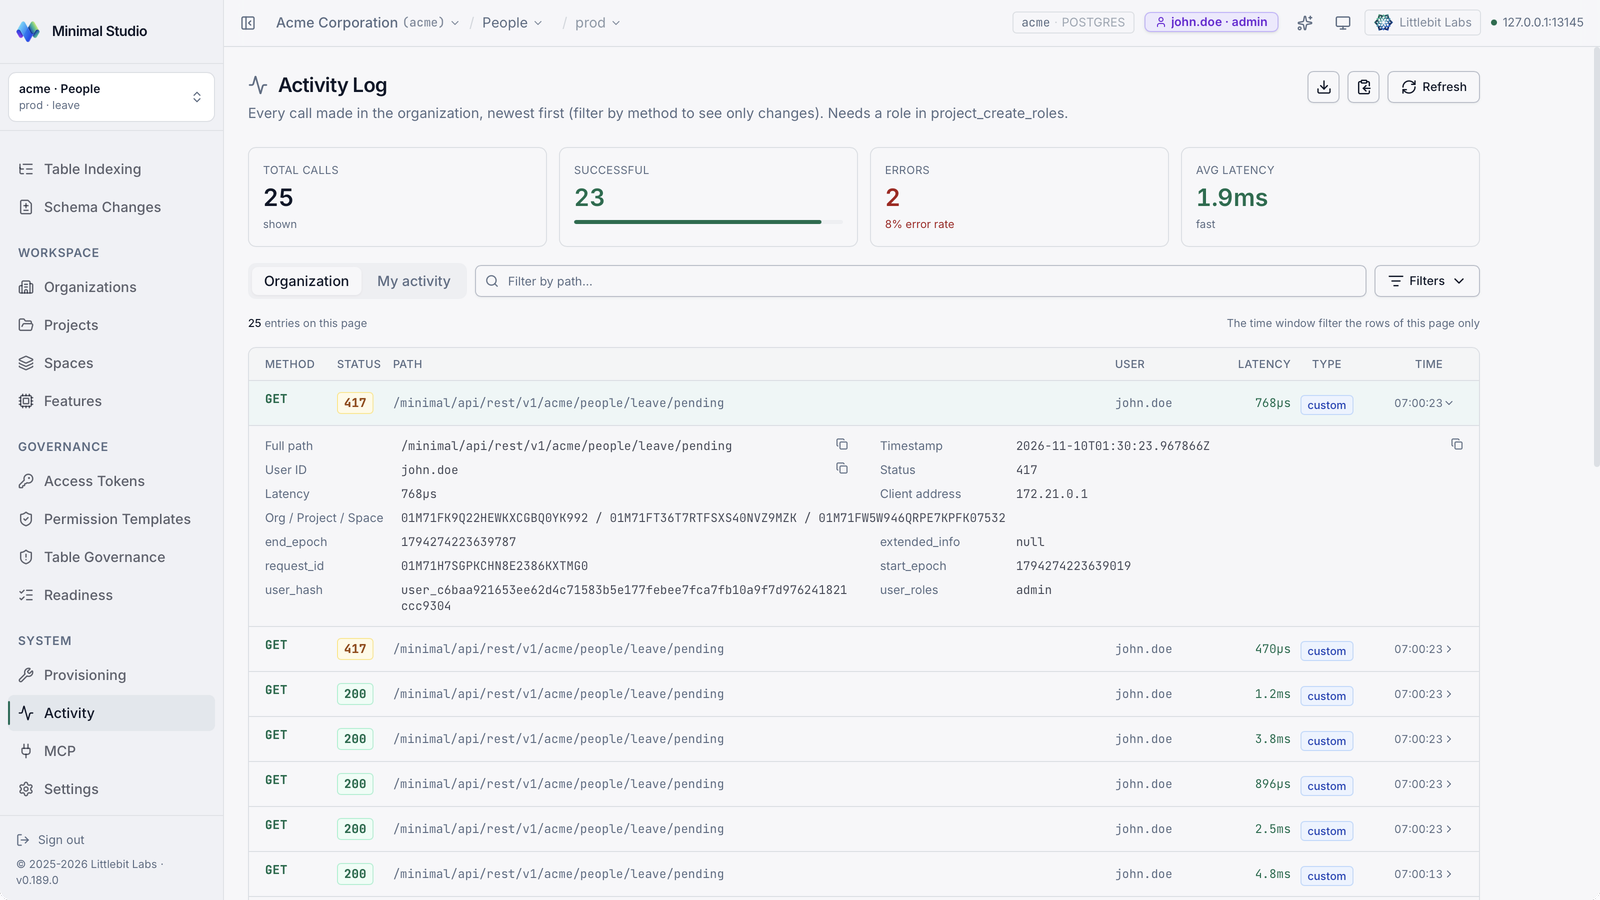 Minimal Studio
acme · People
prod · leave
Table Indexing
Schema Changes
WORKSPACE
Organizations
Projects
Spaces
Features
GOVERNANCE
Access Tokens
Permission Templates
Table Governance
Readiness
SYSTEM
Provisioning
Activity
MCP
Settings
Sign out
© 2025-2026 Littlebit Labs ·
v0.189.0
Acme Corporation (acme) / People / prod
acme · POSTGRES
john.doe · admin
Littlebit Labs
127.0.0.1:13145
Activity Log
Every call made in the organization, newest first (filter by method to see only changes). Needs a role in project_create_roles.
Refresh
TOTAL CALLS
25
shown
SUCCESSFUL
23
ERRORS
2
8% error rate
AVG LATENCY
1.9ms
fast
Organization My activity Filter by path... Filters
25 entries on this page The time window filter the rows of this page only
METHOD STATUS PATH USER LATENCY TYPE TIME
GET 417 /minimal/api/rest/v1/acme/people/leave/pending john.doe 768µs custom 07:00:23
Full path /minimal/api/rest/v1/acme/people/leave/pending Timestamp 2026-11-10T01:30:23.967866Z
User ID john.doe Status 417
Latency 768µs Client address 172.21.0.1
Org / Project / Space 01M71FK9Q22HEWKXCGBQ0YK992 / 01M71FT36T7RTFSXS40NVZ9MZK / 01M71FW5W946QRPE7KPFK07532
end_epoch 1794274223639787 extended_info null
request_id 01M71H7SGPKCHN8E2386KXTMG0 start_epoch 1794274223639019
user_hash user_c6baa921653ee62d4c71583b5e177febee7fca7fb10a9f7d976241821 user_roles admin
ccc9304
GET 417 /minimal/api/rest/v1/acme/people/leave/pending john.doe 470µs custom 07:00:23
GET 200 /minimal/api/rest/v1/acme/people/leave/pending john.doe 1.2ms custom 07:00:23
GET 200 /minimal/api/rest/v1/acme/people/leave/pending john.doe 3.8ms custom 07:00:23
GET 200 /minimal/api/rest/v1/acme/people/leave/pending john.doe 896µs custom 07:00:23
GET 200 /minimal/api/rest/v1/acme/people/leave/pending john.doe 2.5ms custom 07:00:23
GET 200 /minimal/api/rest/v1/acme/people/leave/pending john.doe 4.8ms custom 07:00:13